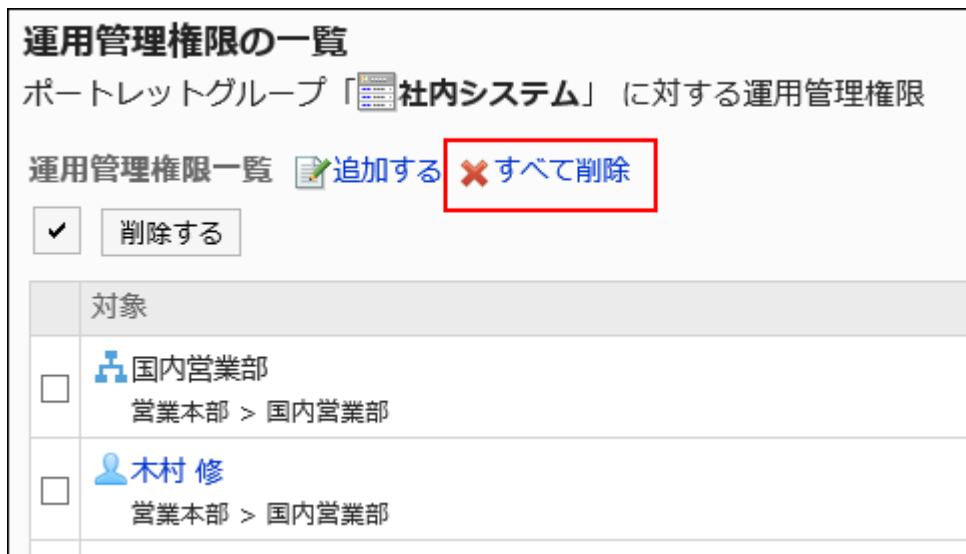 運用管理権限の一覧
ポートレットグループ「社内システム」 に対する運用管理権限
運用管理権限一覧 追加する すべて削除
削除する
対象
国内営業部
営業本部 > 国内営業部
木村 修
営業本部 > 国内営業部